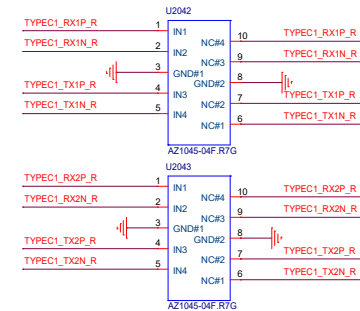 U2042
TYPEC1_RX1P_R 1 IN1 NC#4 10 TYPEC1_RX1P_R
TYPEC1_RX1N_R 2 IN2 NC#3 9 TYPEC1_RX1N_R
3 GND#1 GND#2 8
TYPEC1_TX1P_R 4 IN3 NC#2 7 TYPEC1_TX1P_R
TYPEC1_TX1N_R 5 IN4 NC#1 6 TYPEC1_TX1N_R
AZ1045-04F.R7G
U2043
TYPEC1_RX2P_R 1 IN1 NC#4 10 TYPEC1_RX2P_R
TYPEC1_RX2N_R 2 IN2 NC#3 9 TYPEC1_RX2N_R
3 GND#1 GND#2 8
TYPEC1_TX2P_R 4 IN3 NC#2 7 TYPEC1_TX2P_R
TYPEC1_TX2N_R 5 IN4 NC#1 6 TYPEC1_TX2N_R
AZ1045-04F.R7G